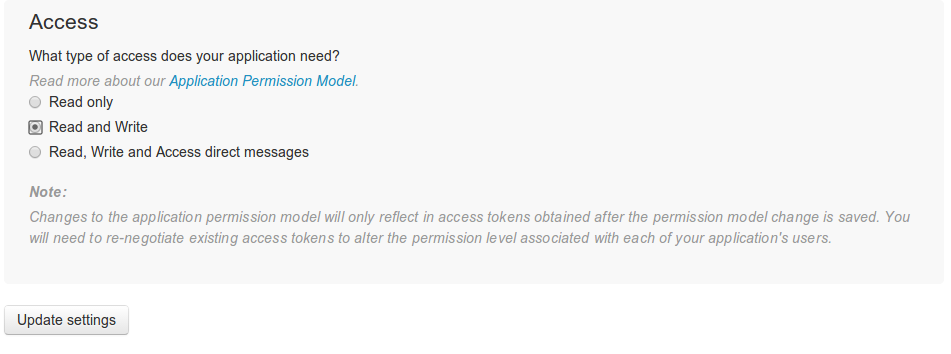 Access
What type of access does your application need?
Read more about our Application Permission Model.
Read only
Read and Write
Read, Write and Access direct messages
Note:
Changes to the application permission model will only reflect in access tokens obtained after the permission model change is saved. You
will need to re-negotiate existing access tokens to alter the permission level associated with each of your application's users.
Update settings